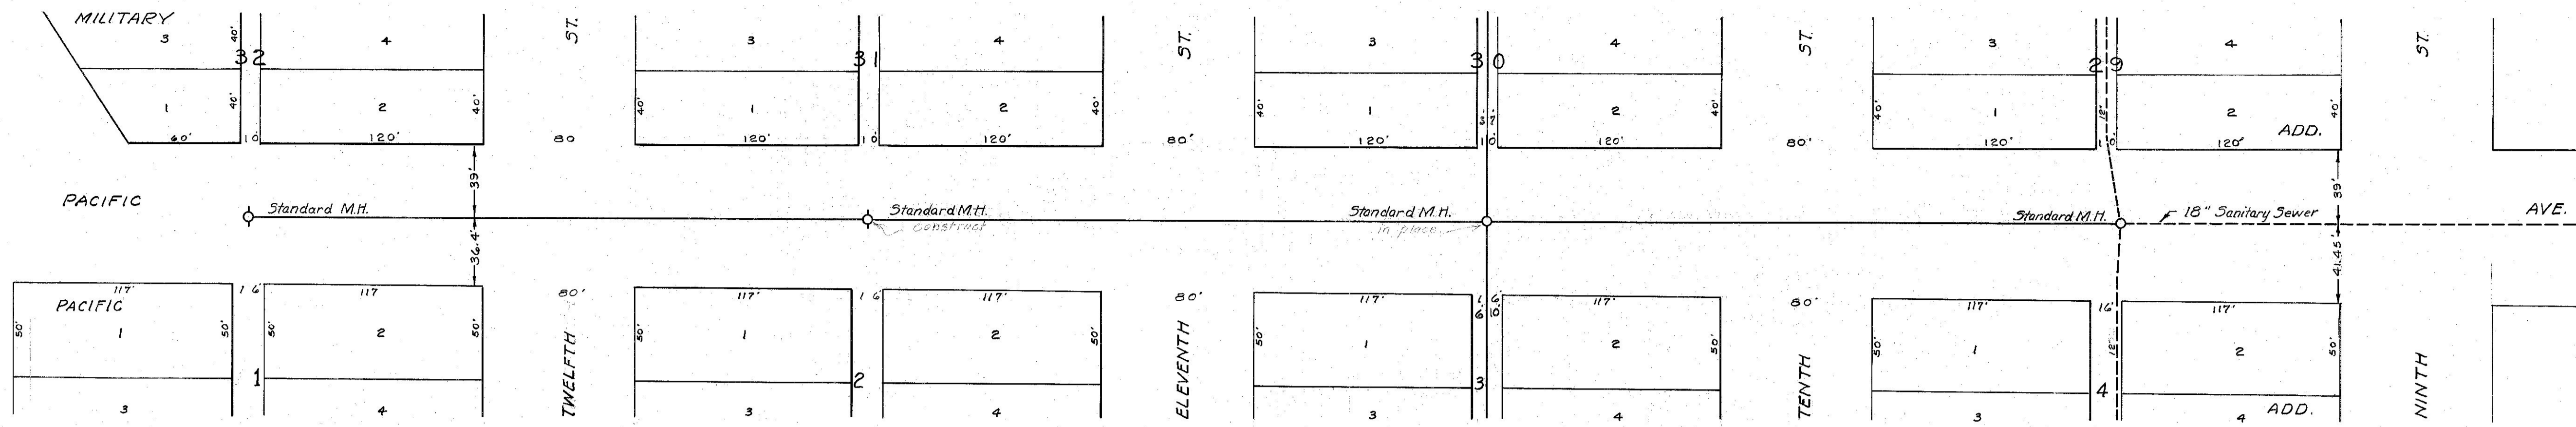 MILITARY
3 40' 4 ST. 3 4 ST. 3 4 ST. 3 4 ST.
32 31 30 29
1 40' 2 40' 40' 1 2 40' 40' 1 2 40' 40' 1 12' 2 40'
ADD.
60' 10' 120' 80 120' 10' 120' 80' 120' 10' 120' 80' 120' 10' 120'
39' 39'
PACIFIC AVE.
Standard M.H. Standard M.H. Standard M.H. Standard M.H. 18" Sanitary Sewer
construct in place
36.4' 41.45'
117' 16' 117 80' 117' 16 117' 80' 117' 16' 117' 80' 117' 16' 117'
PACIFIC 6' 10'
50' 1 50' 50' 2 50' TWELFTH 1 2 50' ELEVENTH 50' 1 2 50' TENTH 50' 1 12" 2 50' NINTH
1 2 3 4
3 4 3 4 3 4 3 4 ADD.